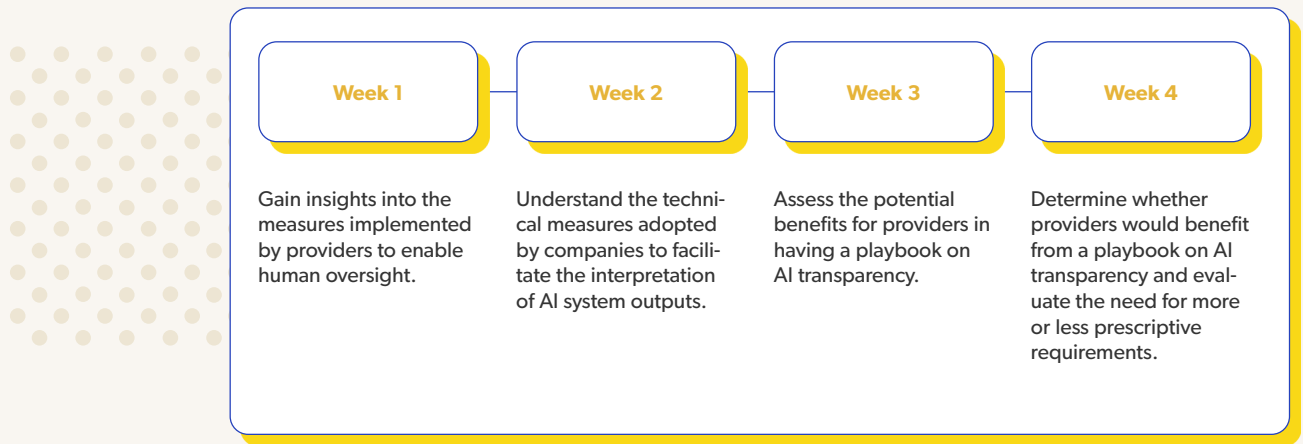 Week 1
Week 2
Week 3
Week 4
Gain insights into the
measures implemented
by providers to enable
human oversight.
Understand the techni-
cal measures adopted
by companies to facili-
tate the interpretation
of AI system outputs.
Assess the potential
benefits for providers in
having a playbook on
AI transparency.
Determine whether
providers would benefit
from a playbook on AI
transparency and eval-
uate the need for more
or less prescriptive
requirements.